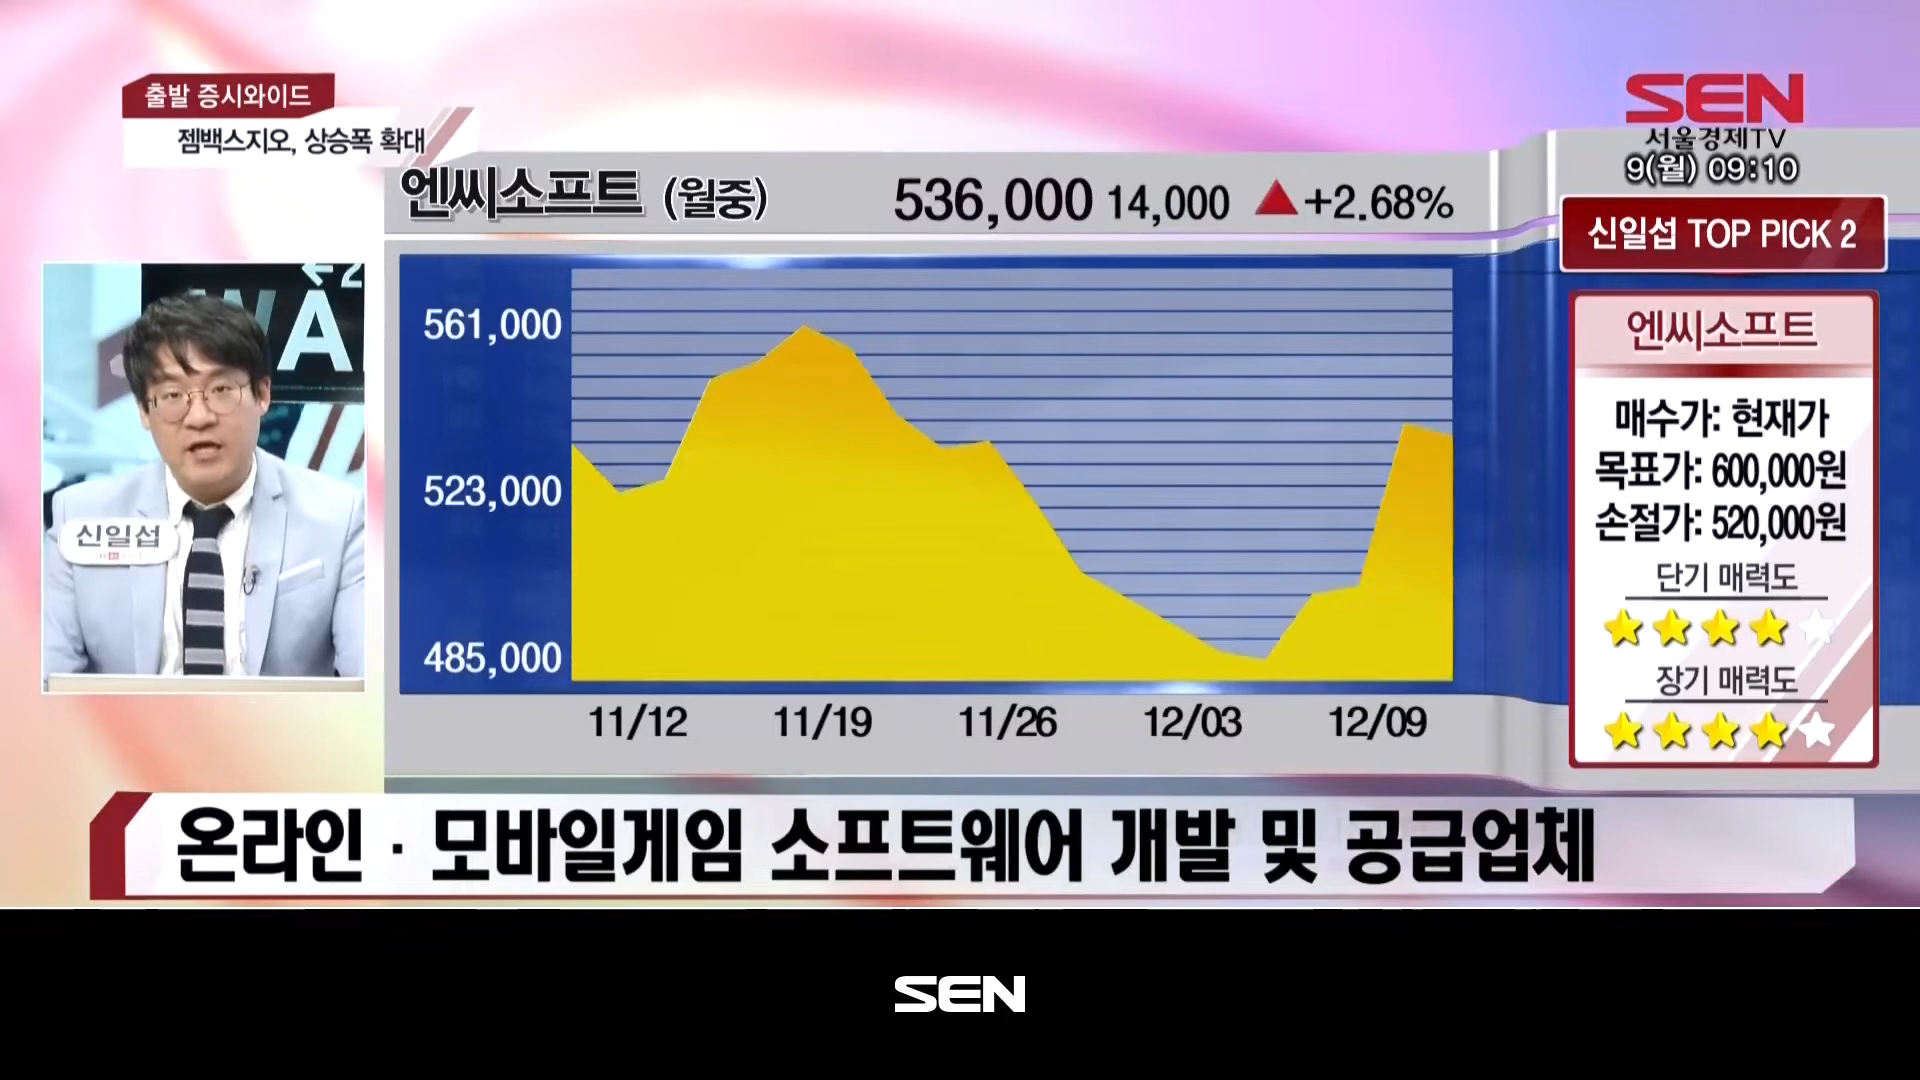 출발 증시와이드
젬백스지오, 상승폭 확대
SEN
서울경제TV
9(월) 09:10
엔씨소프트 (월중) 536,000 14,000 ▲+2.68%
신일섭 TOP PICK 2
엔씨소프트
매수가: 현재가
목표가: 600,000원
손절가: 520,000원
단기 매력도
장기 매력도
WA
2
신일섭
561,000
523,000
485,000
11/12 11/19 11/26 12/03 12/09
온라인 · 모바일게임 소프트웨어 개발 및 공급업체
SEN